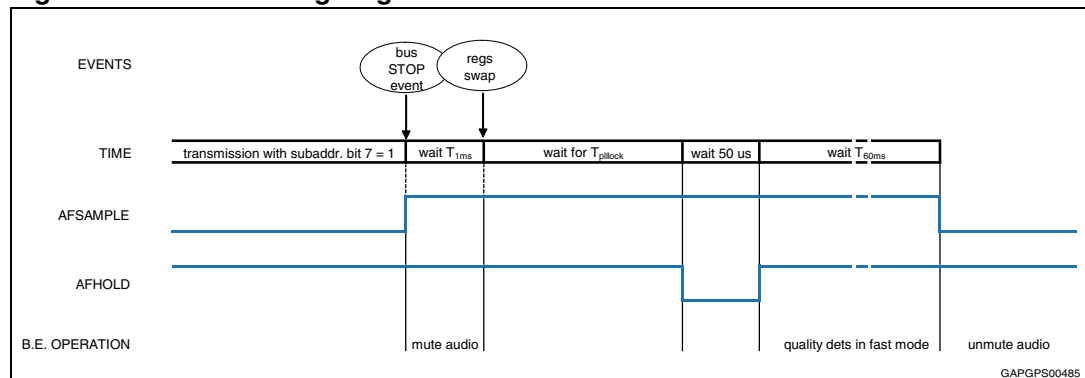 bus
STOP
event
regs
swap
EVENTS
TIME
transmission with subaddr. bit 7 = 1
wait T1ms
wait for Tplllock
wait 50 us
wait T60ms
AFSAMPLE
AFHOLD
B.E. OPERATION
mute audio
quality dets in fast mode
unmute audio
GAPGPS00485